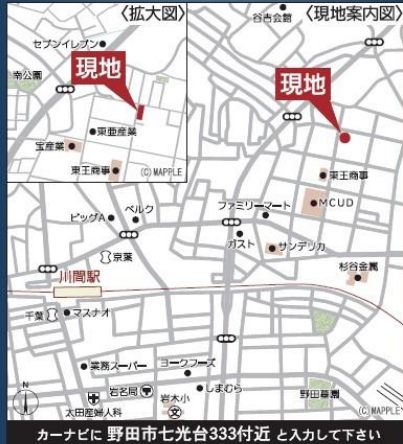 〈拡大図〉
セブンイレブン
南公園
現地
東亜産業
宝産業
東王商事
(C)MAPPLE
〈現地案内図〉
谷吉会館
現地
東王商事
MCUD
ファミリーマート
ビッグA
ベルク
ガスト
サンデリカ
京葉
杉谷金属
川間駅
千葉
マスナオ
業務スーパー
ヨークフーズ
しまむら
野田墓園
N
岩名局
太田産婦人科
岩木小
文
(C)MAPPLE
カーナビに 野田市七光台333付近 と入力して下さい